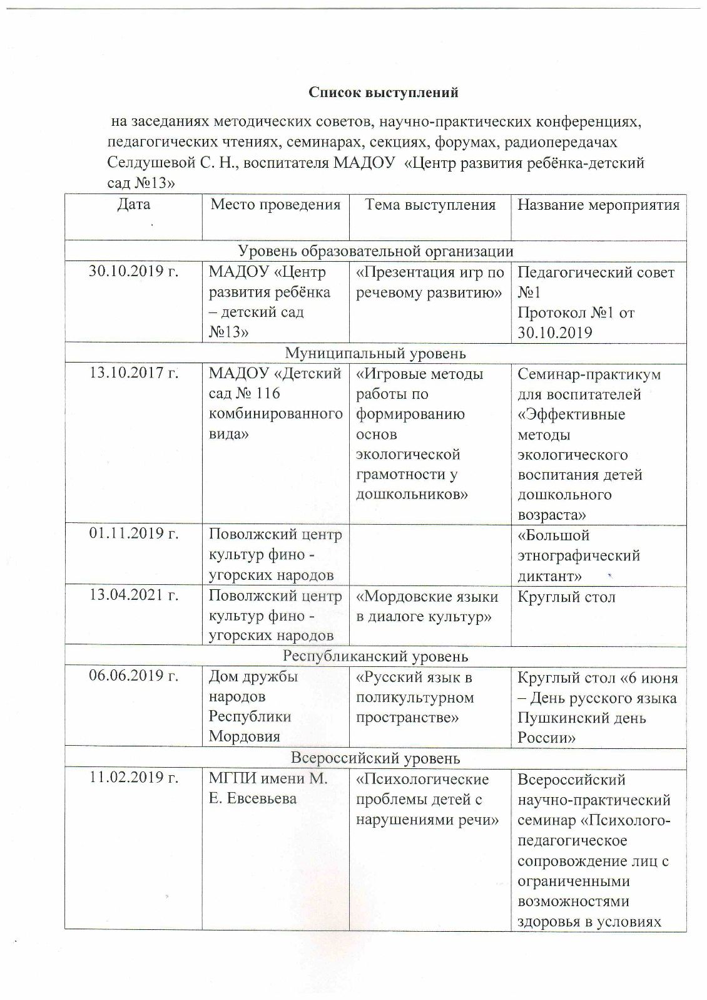 Список выступлений
на заседаниях методических советов, научно-практических конференциях,
педагогических чтениях, семинарах, секциях, форумах, радиопередачах
Селдушевой С. Н., воспитателя МАДОУ «Центр развития ребёнка-детский
сад №13»
Дата
Место проведения
Тема выступления
Название мероприятия
Уровень образовательной организации
30.10.2019 г.
МАДОУ «Центр
развития ребёнка
– детский сад
№13»
«Презентация игр по
речевому развитию»
Педагогический совет
№1
Протокол №1 от
30.10.2019
Муниципальный уровень
13.10.2017 г.
МАДОУ «Детский
сад № 116
комбинированного
вида»
«Игровые методы
работы по
формированию
основ
экологической
грамотности у
дошкольников»
Семинар-практикум
для воспитателей
«Эффективные
методы
экологического
воспитания детей
дошкольного
возраста»
01.11.2019 г.
Поволжский центр
культур фино -
угорских народов
«Большой
этнографический
диктант»
13.04.2021 г.
Поволжский центр
культур фино -
угорских народов
«Мордовские языки
в диалоге культур»
Круглый стол
Республиканский уровень
06.06.2019 г.
Дом дружбы
народов
Республики
Мордовия
«Русский язык в
поликультурном
пространстве»
Круглый стол «6 июня
– День русского языка
Пушкинский день
России»
Всероссийский уровень
11.02.2019 г.
МГПИ имени М.
Е. Евсевьева
«Психологические
проблемы детей с
нарушениями речи»
Всероссийский
научно-практический
семинар «Психолого-
педагогическое
сопровождение лиц с
ограниченными
возможностями
здоровья в условиях